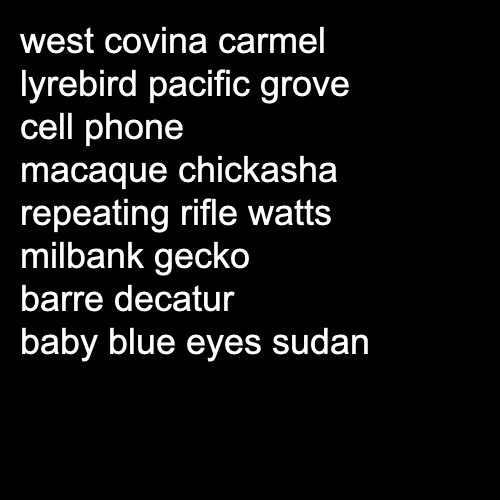 west covina carmel
lyrebird pacific grove
cell phone
macaque chickasha
repeating rifle watts
milbank gecko
barre decatur
baby blue eyes sudan